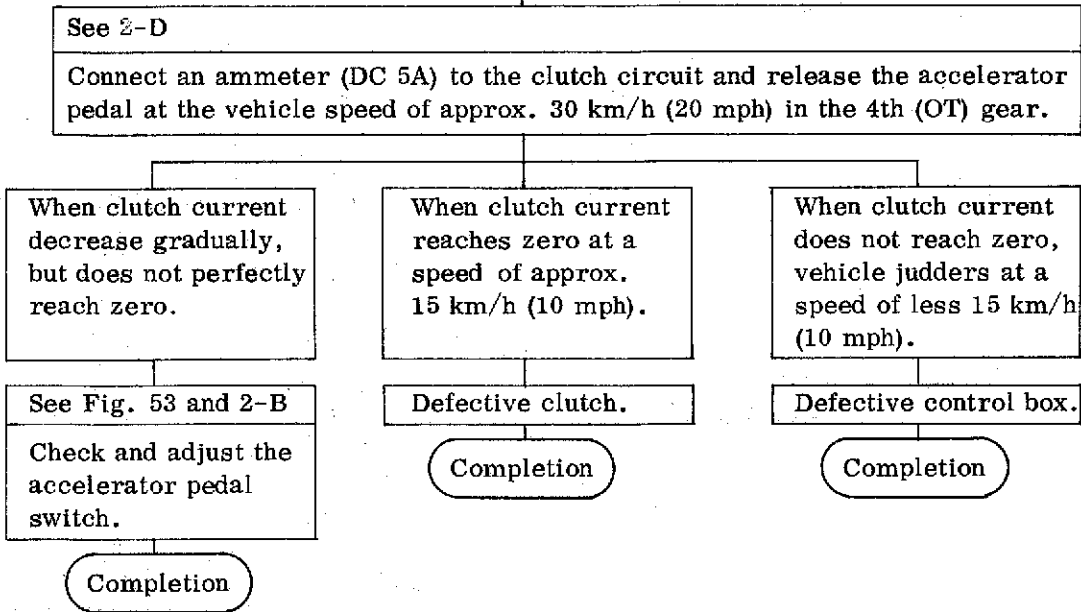 See 2-D
Connect an ammeter (DC 5A) to the clutch circuit and release the accelerator
pedal at the vehicle speed of approx. 30 km/h (20 mph) in the 4th (OT) gear.
When clutch current
decrease gradually,
but does not perfectly
reach zero.
See Fig. 53 and 2-B
Check and adjust the
accelerator pedal
switch.
Completion
When clutch current
reaches zero at a
speed of approx.
15 km/h (10 mph).
Defective clutch.
Completion
When clutch current
does not reach zero,
vehicle judders at a
speed of less 15 km/h
(10 mph).
Defective control box.
Completion